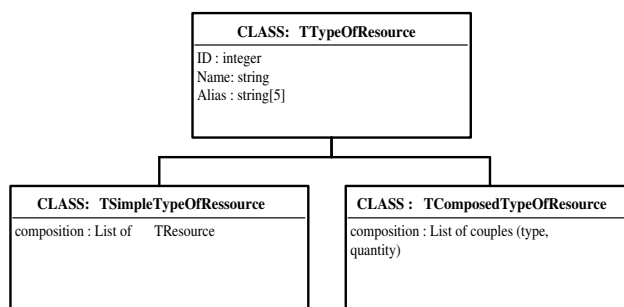 CLASS: TTypeOfResource
ID : integer
Name: string
Alias : string[5]
CLASS: TSimpleTypeOfRessource
composition : List of TResource
CLASS : TComposedTypeOfResource
composition : List of couples (type,
quantity)